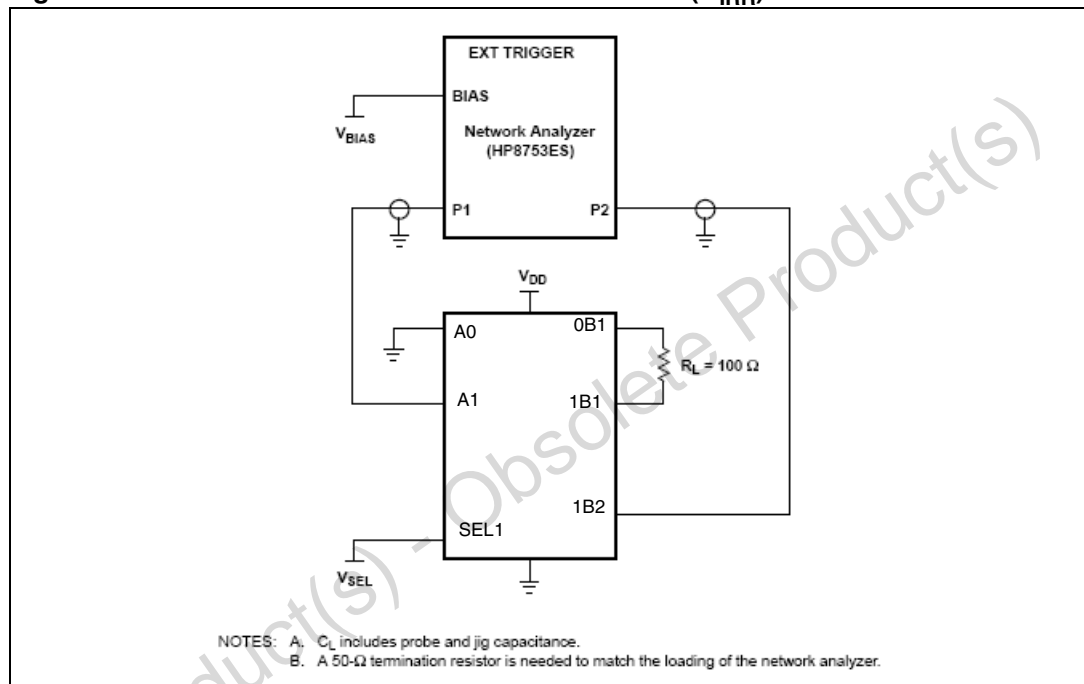 (OIRR)
EXT TRIGGER
BIAS
VBIAS
Network Analyzer
(HP8753ES)
P1
P2
VDD
A0
0B1
RL = 100 Ω
A1
1B1
1B2
SEL1
VSEL
NOTES: A. CL includes probe and jig capacitance.
B. A 50-Ω termination resistor is needed to match the loading of the network analyzer.
Product(s) - Obsolete Product(s)